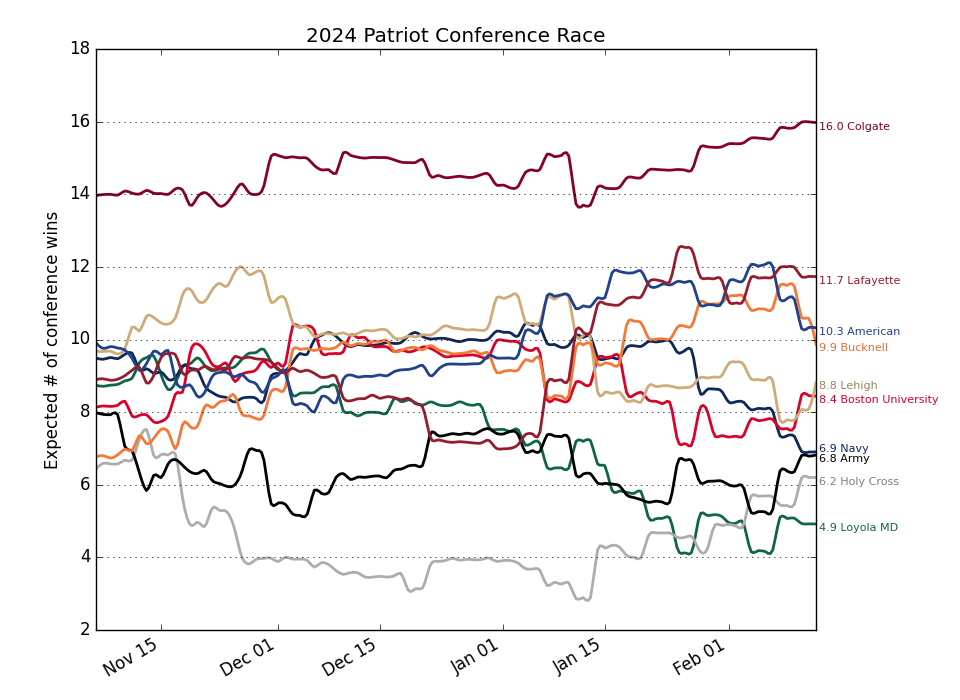 2024 Patriot Conference Race
Expected # of conference wins
18
16
14
12
10
8
6
4
2
Nov 15
Dec 01
Dec 15
Jan 01
Jan 15
Feb 01
16.0 Colgate
11.7 Lafayette
10.3 American
9.9 Bucknell
8.8 Lehigh
8.4 Boston University
6.9 Navy
6.8 Army
6.2 Holy Cross
4.9 Loyola MD